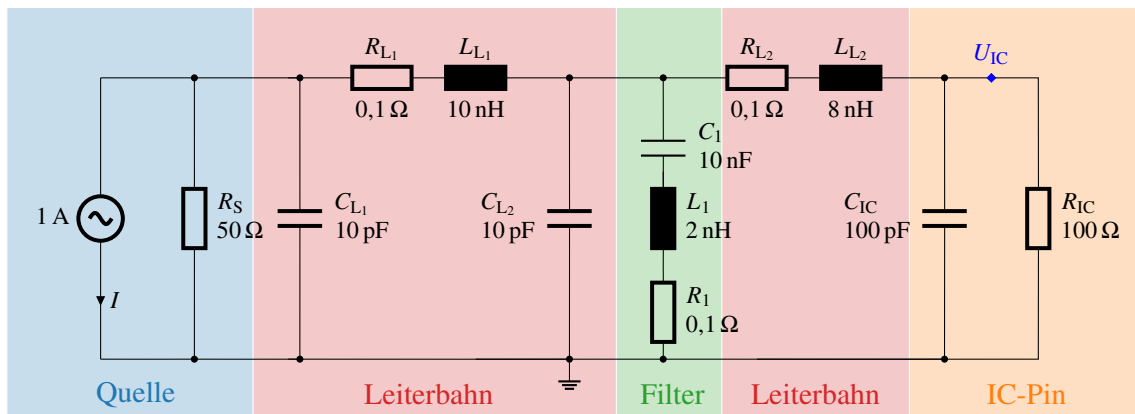 R_L1
0,1 Ω
L_L1
10 nH
R_L2
0,1 Ω
L_L2
8 nH
U_IC
1 A
I
R_S
50 Ω
C_L1
10 pF
C_L2
10 pF
C_1
10 nF
L_1
2 nH
R_1
0,1 Ω
C_IC
100 pF
R_IC
100 Ω
Quelle
Leiterbahn
Filter
Leiterbahn
IC-Pin